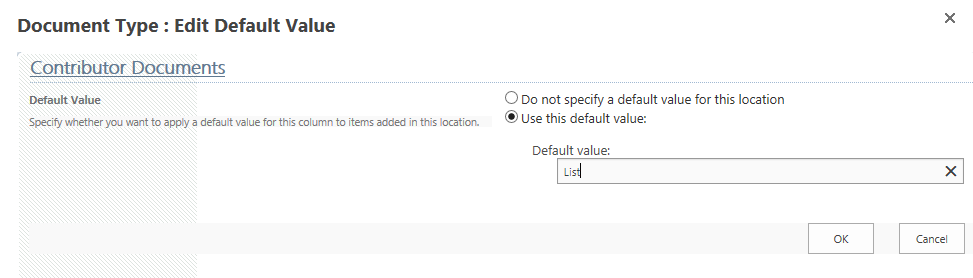 Document Type : Edit Default Value
Contributor Documents
Default Value
Specify whether you want to apply a default value for this column to items added in this location.
Do not specify a default value for this location
Use this default value:
Default value:
List
OK Cancel